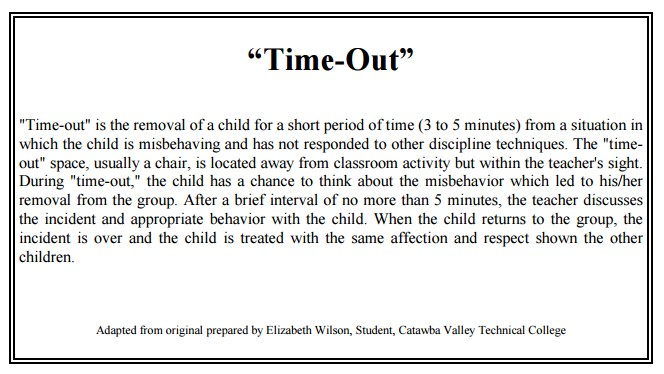 “Time-Out”
"Time-out" is the removal of a child for a short period of time (3 to 5 minutes) from a situation in
which the child is misbehaving and has not responded to other discipline techniques. The "time-
out" space, usually a chair, is located away from classroom activity but within the teacher's sight.
During "time-out," the child has a chance to think about the misbehavior which led to his/her
removal from the group. After a brief interval of no more than 5 minutes, the teacher discusses
the incident and appropriate behavior with the child. When the child returns to the group, the
incident is over and the child is treated with the same affection and respect shown the other
children.
Adapted from original prepared by Elizabeth Wilson, Student, Catawba Valley Technical College